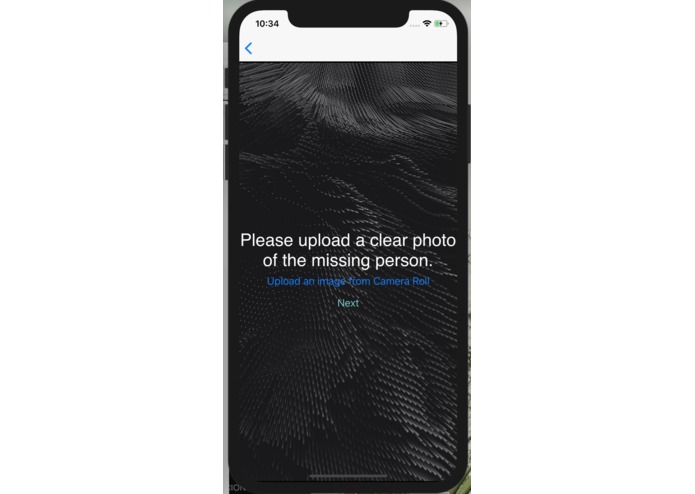 10:34
Please upload a clear photo
of the missing person.
Upload an image from Camera Roll
Next